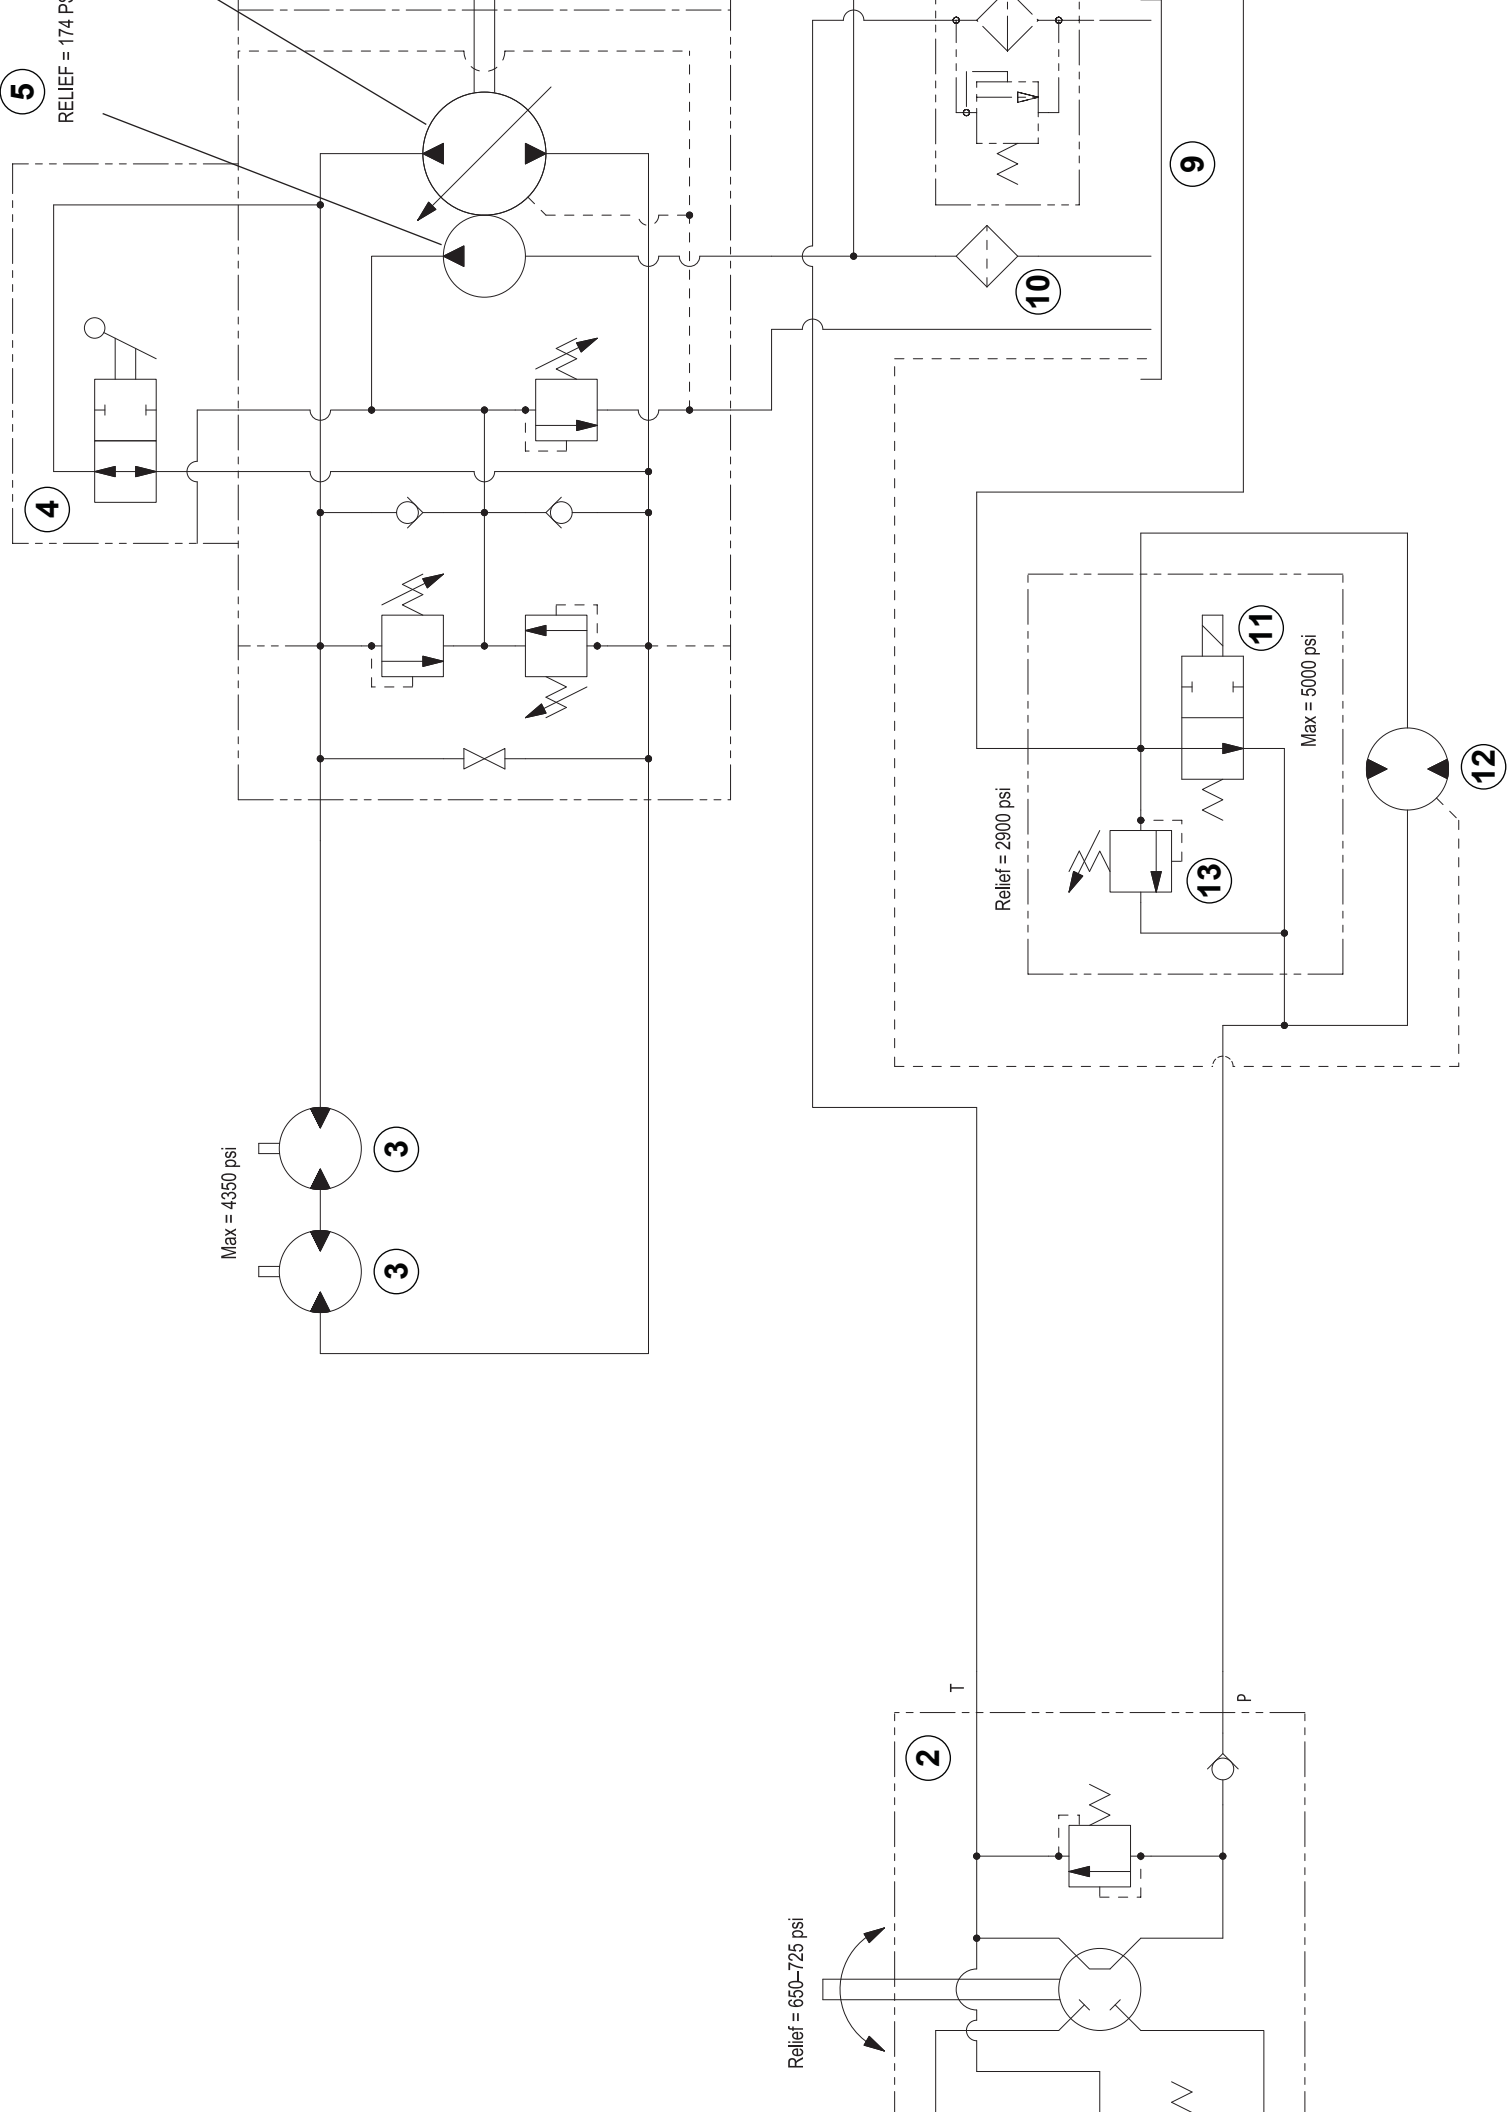 5
RELIEF = 174 PS
9
10
4
11
Max = 5000 psi
12
Relief = 2900 psi
13
Max = 4350 psi
3
3
T
P
2
Relief = 650–725 psi